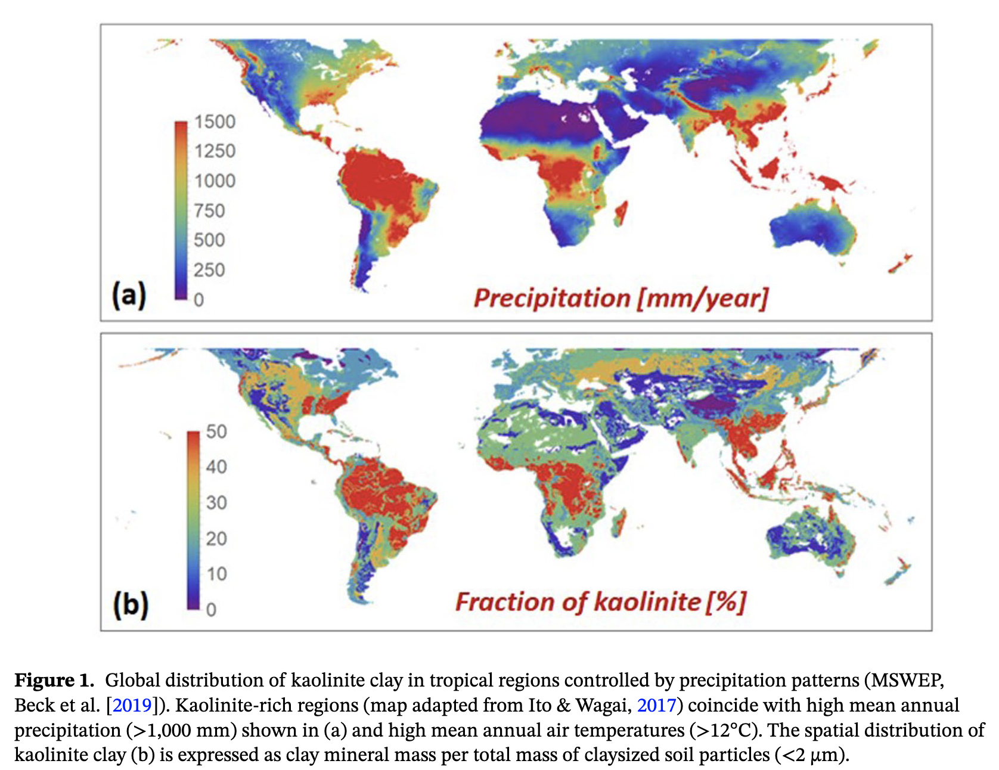 1500
1250
1000
750
500
250
0
(a)
Precipitation [mm/year]
50
40
30
20
10
0
(b)
Fraction of kaolinite [%]
Figure 1. Global distribution of kaolinite clay in tropical regions controlled by precipitation patterns (MSWEP,
Beck et al. [2019]). Kaolinite-rich regions (map adapted from Ito & Wagai, 2017) coincide with high mean annual
precipitation (>1,000 mm) shown in (a) and high mean annual air temperatures (>12°C). The spatial distribution of
kaolinite clay (b) is expressed as clay mineral mass per total mass of claysized soil particles (<2 μm).